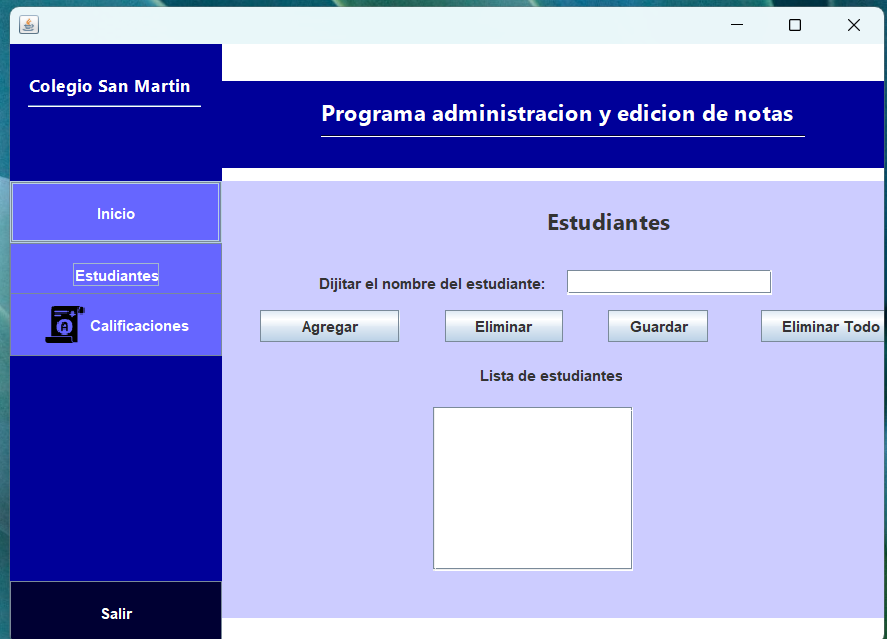 Colegio San Martin
Programa administracion y edicion de notas
Inicio
Estudiantes
Calificaciones
Salir
Estudiantes
Dijitar el nombre del estudiante:
Agregar Eliminar Guardar Eliminar Todo
Lista de estudiantes